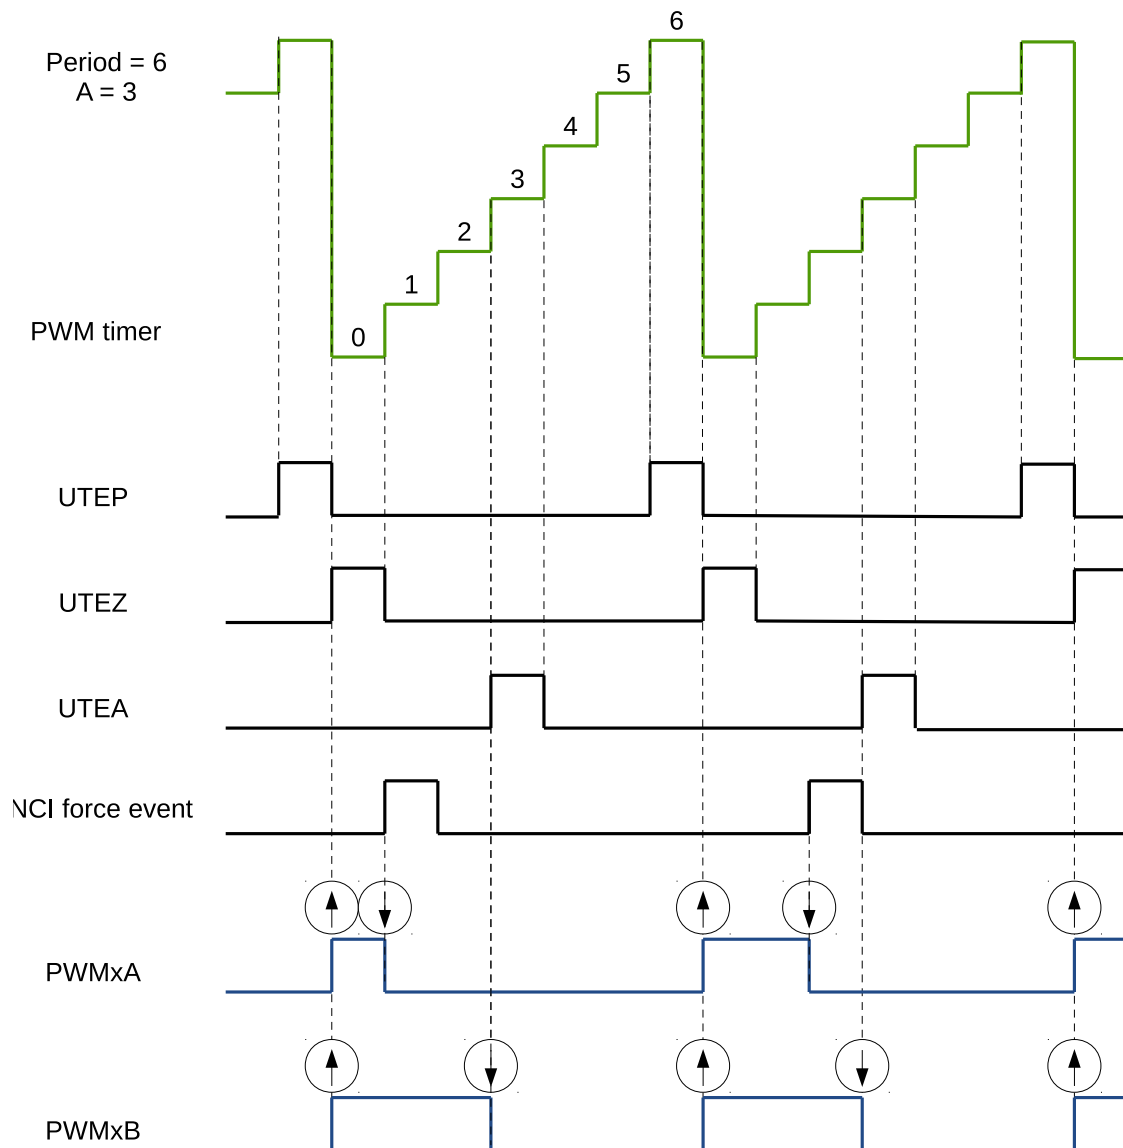 6
Period = 6
A = 3
5
4
3
2
1
PWM timer
0
UTEP
UTEZ
UTEA
NCI force event
PWMxA
PWMxB